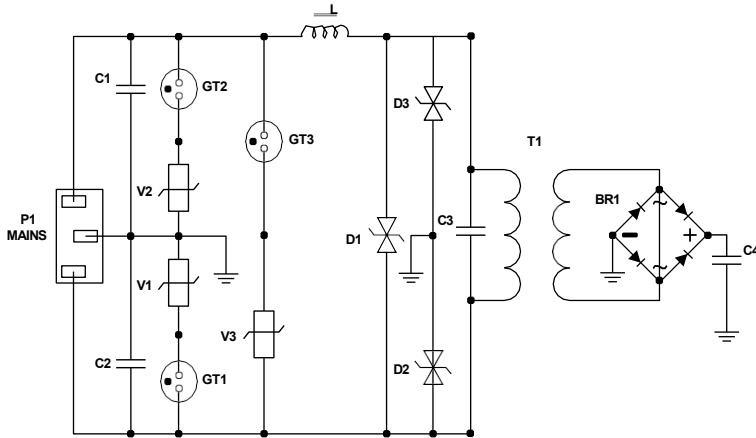 L
C1
GT2
D3
GT3
T1
V2
P1
MAINS
BR1
C3
D1
C4
V1
V3
C2
GT1
D2
~
− +
~